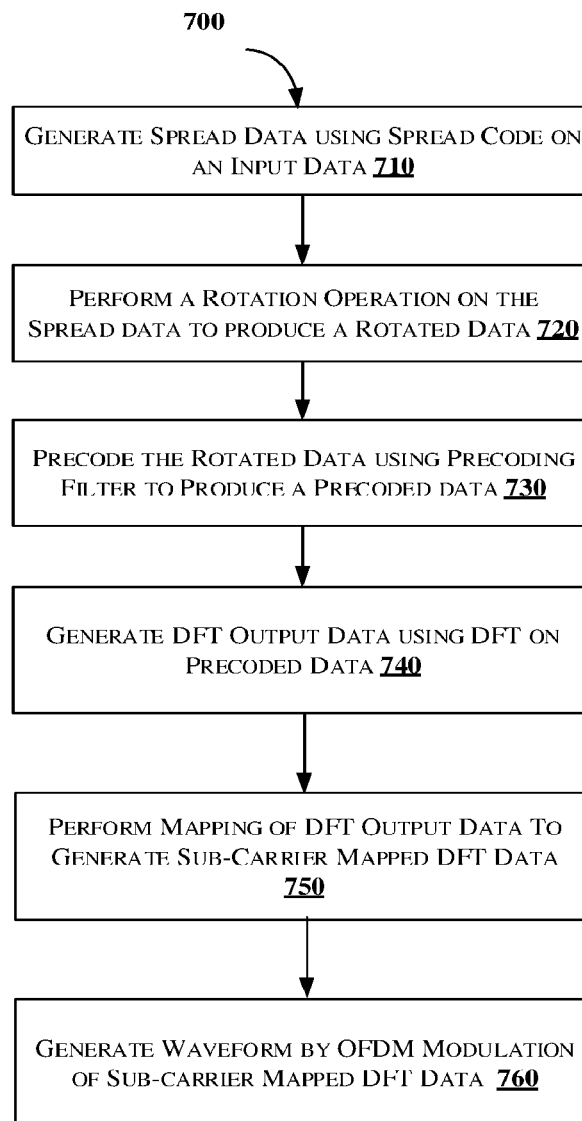 700
GENERATE SPREAD DATA USING SPREAD CODE ON
AN INPUT DATA 710
PERFORM A ROTATION OPERATION ON THE
SPREAD DATA TO PRODUCE A ROTATED DATA 720
PRECODE THE ROTATED DATA USING PRECODING
FILTER TO PRODUCE A PRECODED DATA 730
GENERATE DFT OUTPUT DATA USING DFT ON
PRECODED DATA 740
PERFORM MAPPING OF DFT OUTPUT DATA TO
GENERATE SUB-CARRIER MAPPED DFT DATA
750
GENERATE WAVEFORM BY OFDM MODULATION
OF SUB-CARRIER MAPPED DFT DATA 760